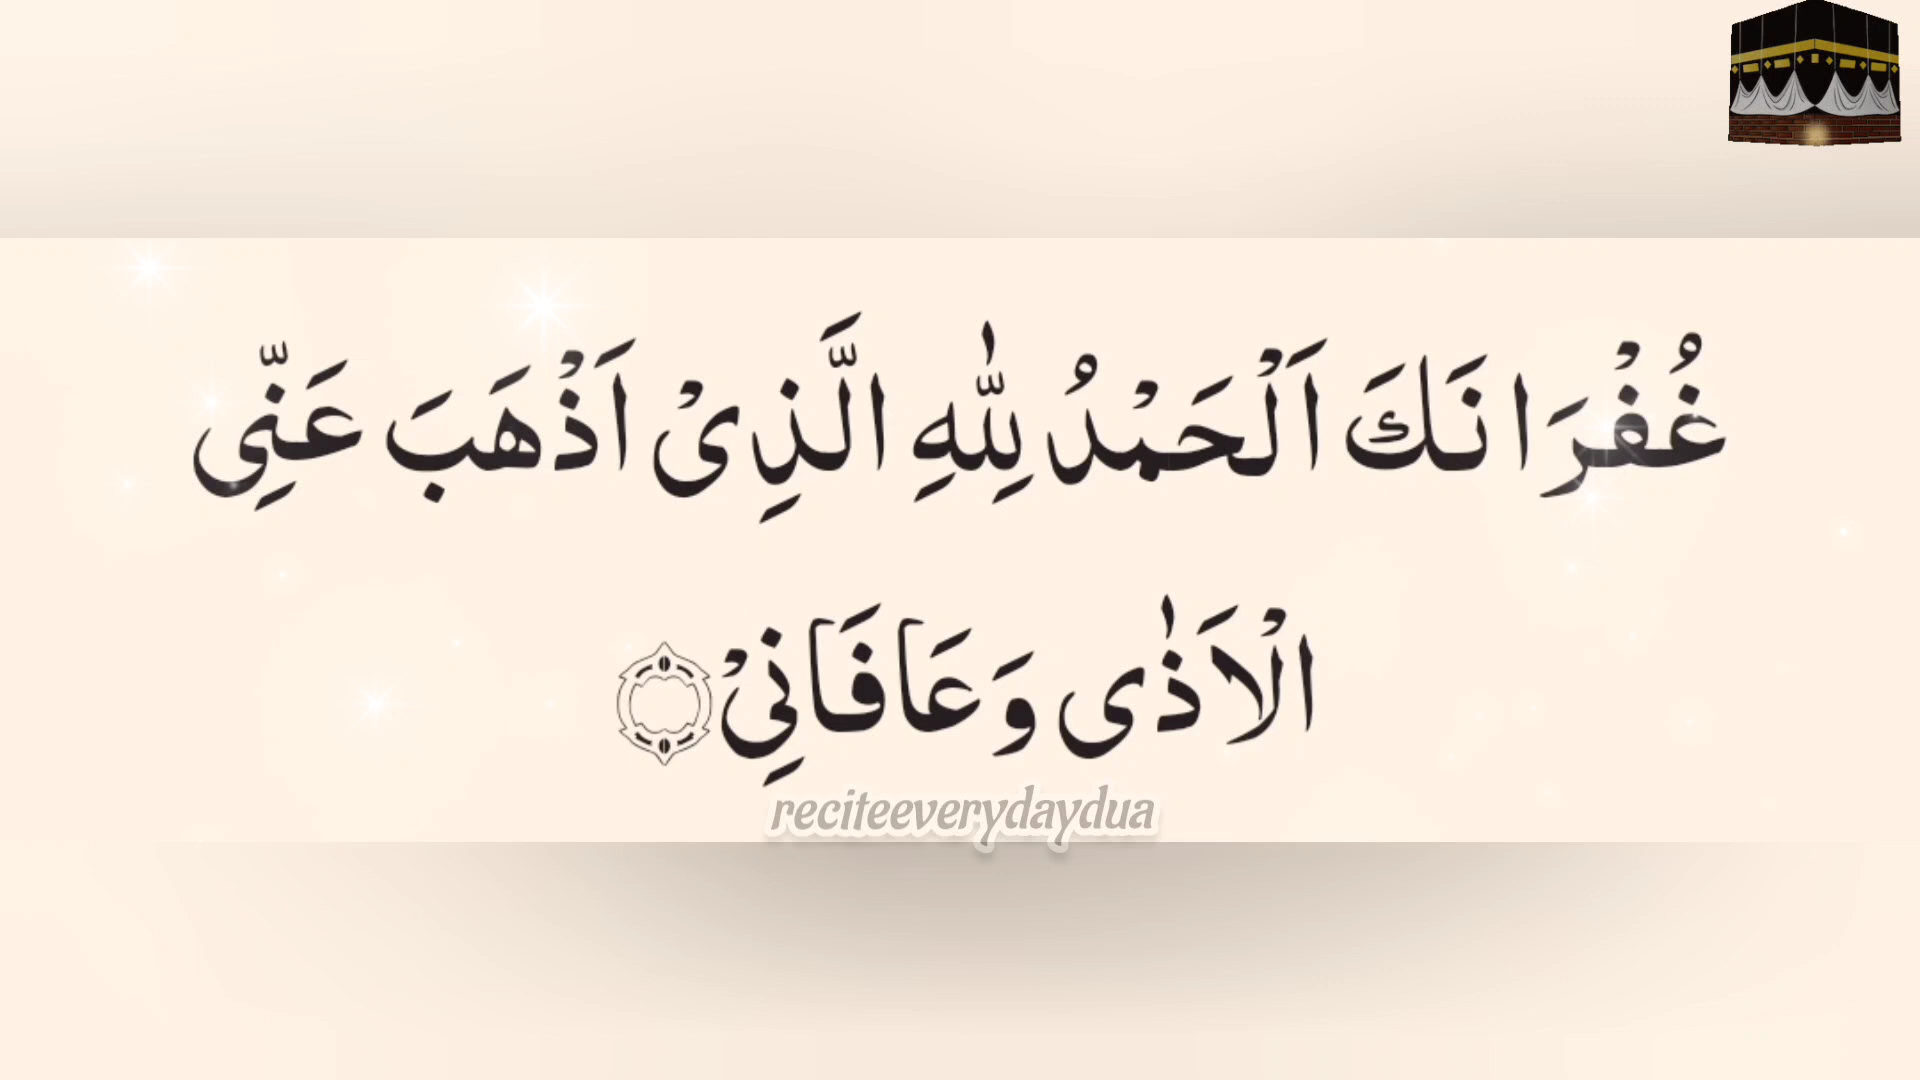 غُفْرَانَكَ اَلْحَمْدُ لِلّٰهِ الَّذِىْ اَذْهَبَ عَنِّى
الْاَذٰى وَعَافَانِىْ
reciteeverydaydua